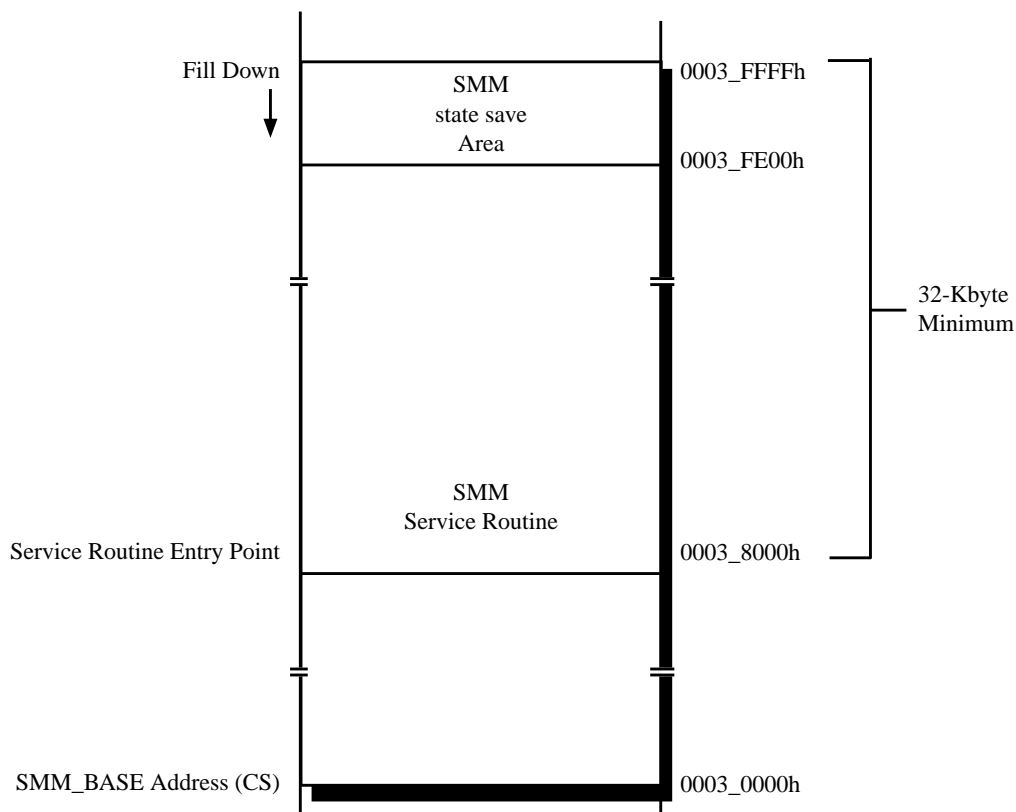 Fill Down
SMM
state save
Area
0003_FFFFh
0003_FE00h
32-Kbyte
Minimum
SMM
Service Routine
Service Routine Entry Point
0003_8000h
SMM_BASE Address (CS)
0003_0000h